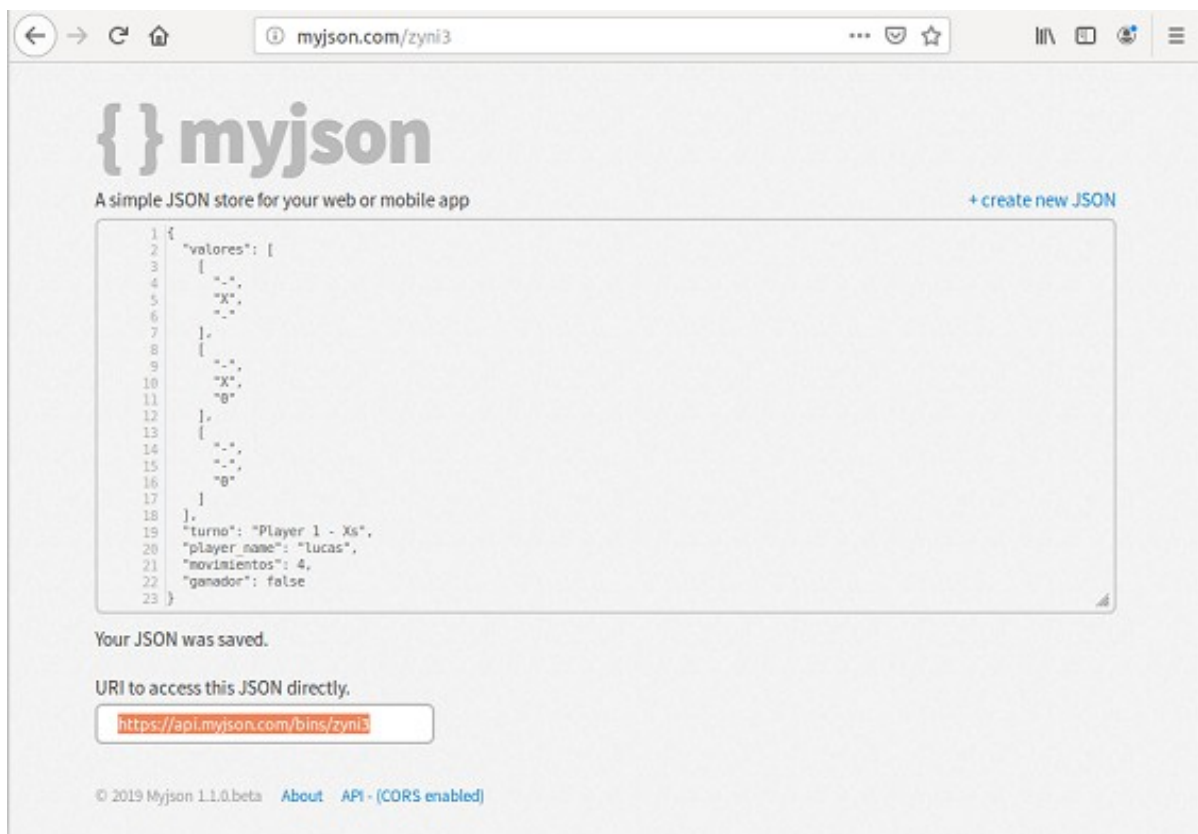 myjson.com/zyni3
{ } myjson
A simple JSON store for your web or mobile app
+ create new JSON
1 {
2 "valores": [
3 [
4 "-",
5 "X",
6 "-"
7 ],
8 [
9 "-",
10 "X",
11 "0"
12 ],
13 [
14 "-",
15 "-",
16 "0"
17 ]
18 ],
19 "turno": "Player 1 - Xs",
20 "player_name": "lucas",
21 "movimientos": 4,
22 "ganador": false
23 }
Your JSON was saved.
URI to access this JSON directly.
https://api.myjson.com/bins/zyni3
© 2019 Myjson 1.1.0.beta About API - (CORS enabled)